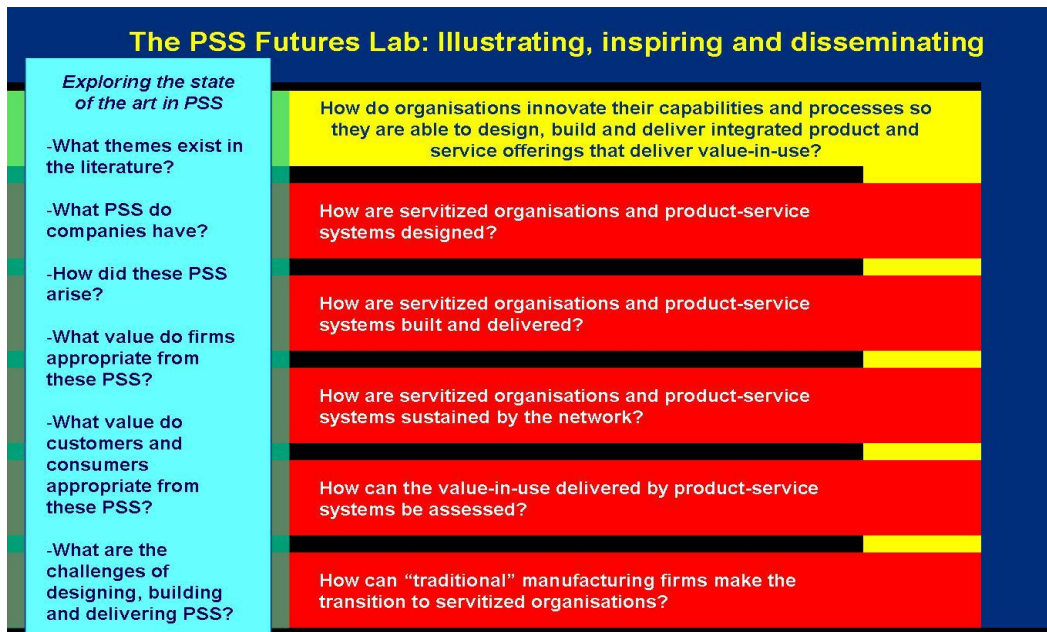 The PSS Futures Lab: Illustrating, inspiring and disseminating
Exploring the state
of the art in PSS
-What themes exist in
the literature?
-What PSS do
companies have?
-How did these PSS
arise?
-What value do firms
appropriate from
these PSS?
-What value do
customers and
consumers
appropriate from
these PSS?
-What are the
challenges of
designing, building
and delivering PSS?
How do organisations innovate their capabilities and processes so
they are able to design, build and deliver integrated product and
service offerings that deliver value-in-use?
How are servitized organisations and product-service
systems designed?
How are servitized organisations and product-service
systems built and delivered?
How are servitized organisations and product-service
systems sustained by the network?
How can the value-in-use delivered by product-service
systems be assessed?
How can “traditional” manufacturing firms make the
transition to servitized organisations?